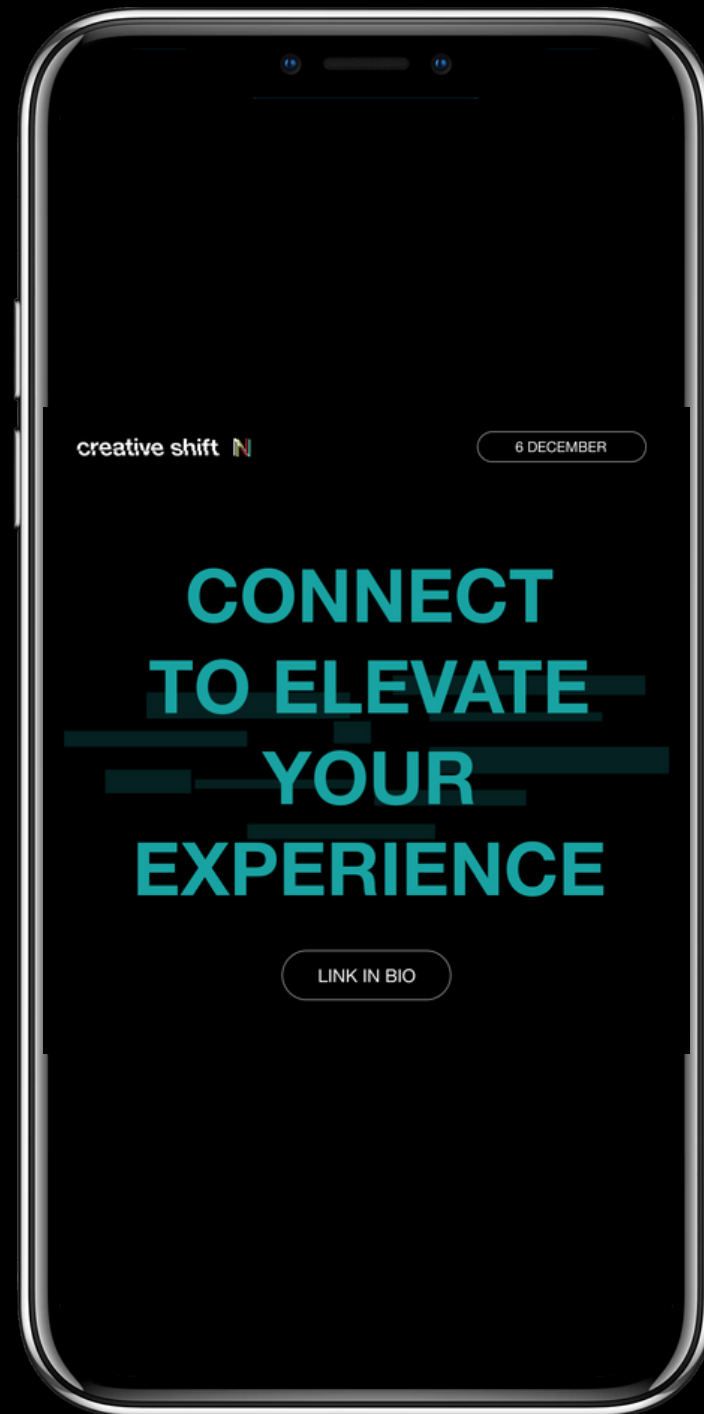 creative shift N
6 DECEMBER
CONNECT
TO ELEVATE
YOUR
EXPERIENCE
LINK IN BIO